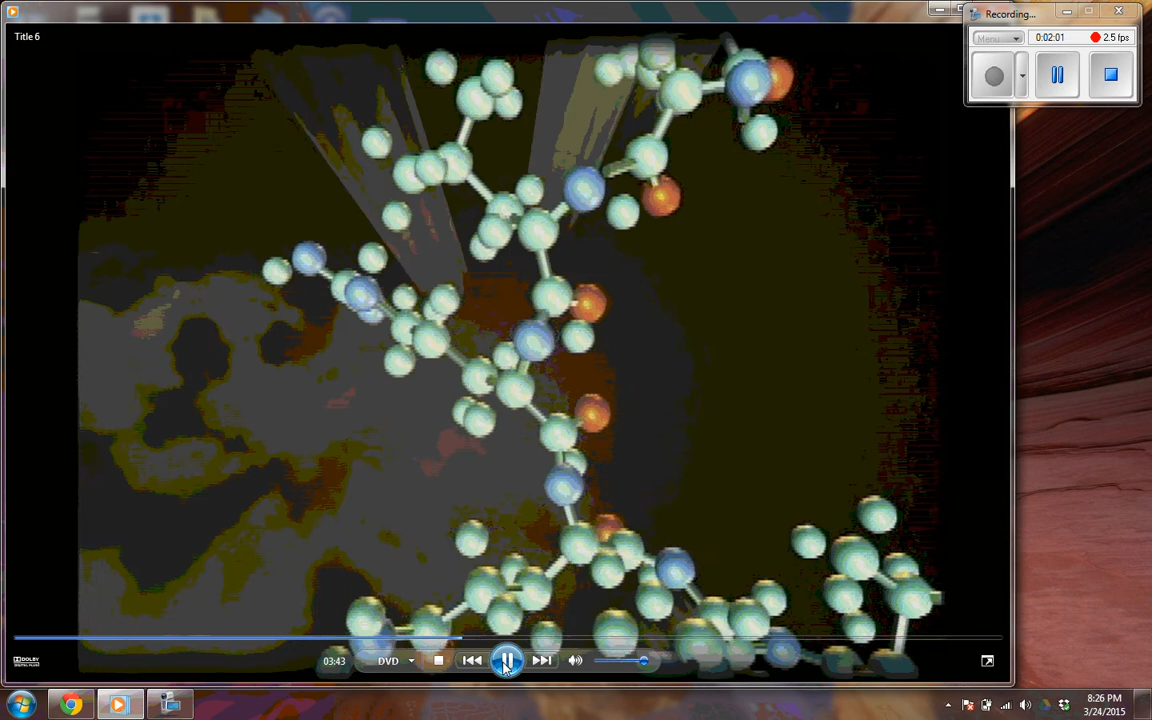 Title 6
Recording...
Menu
0:02:01
2.5 fps
03:43
DVD
DOLBY
8:26 PM
3/24/2015